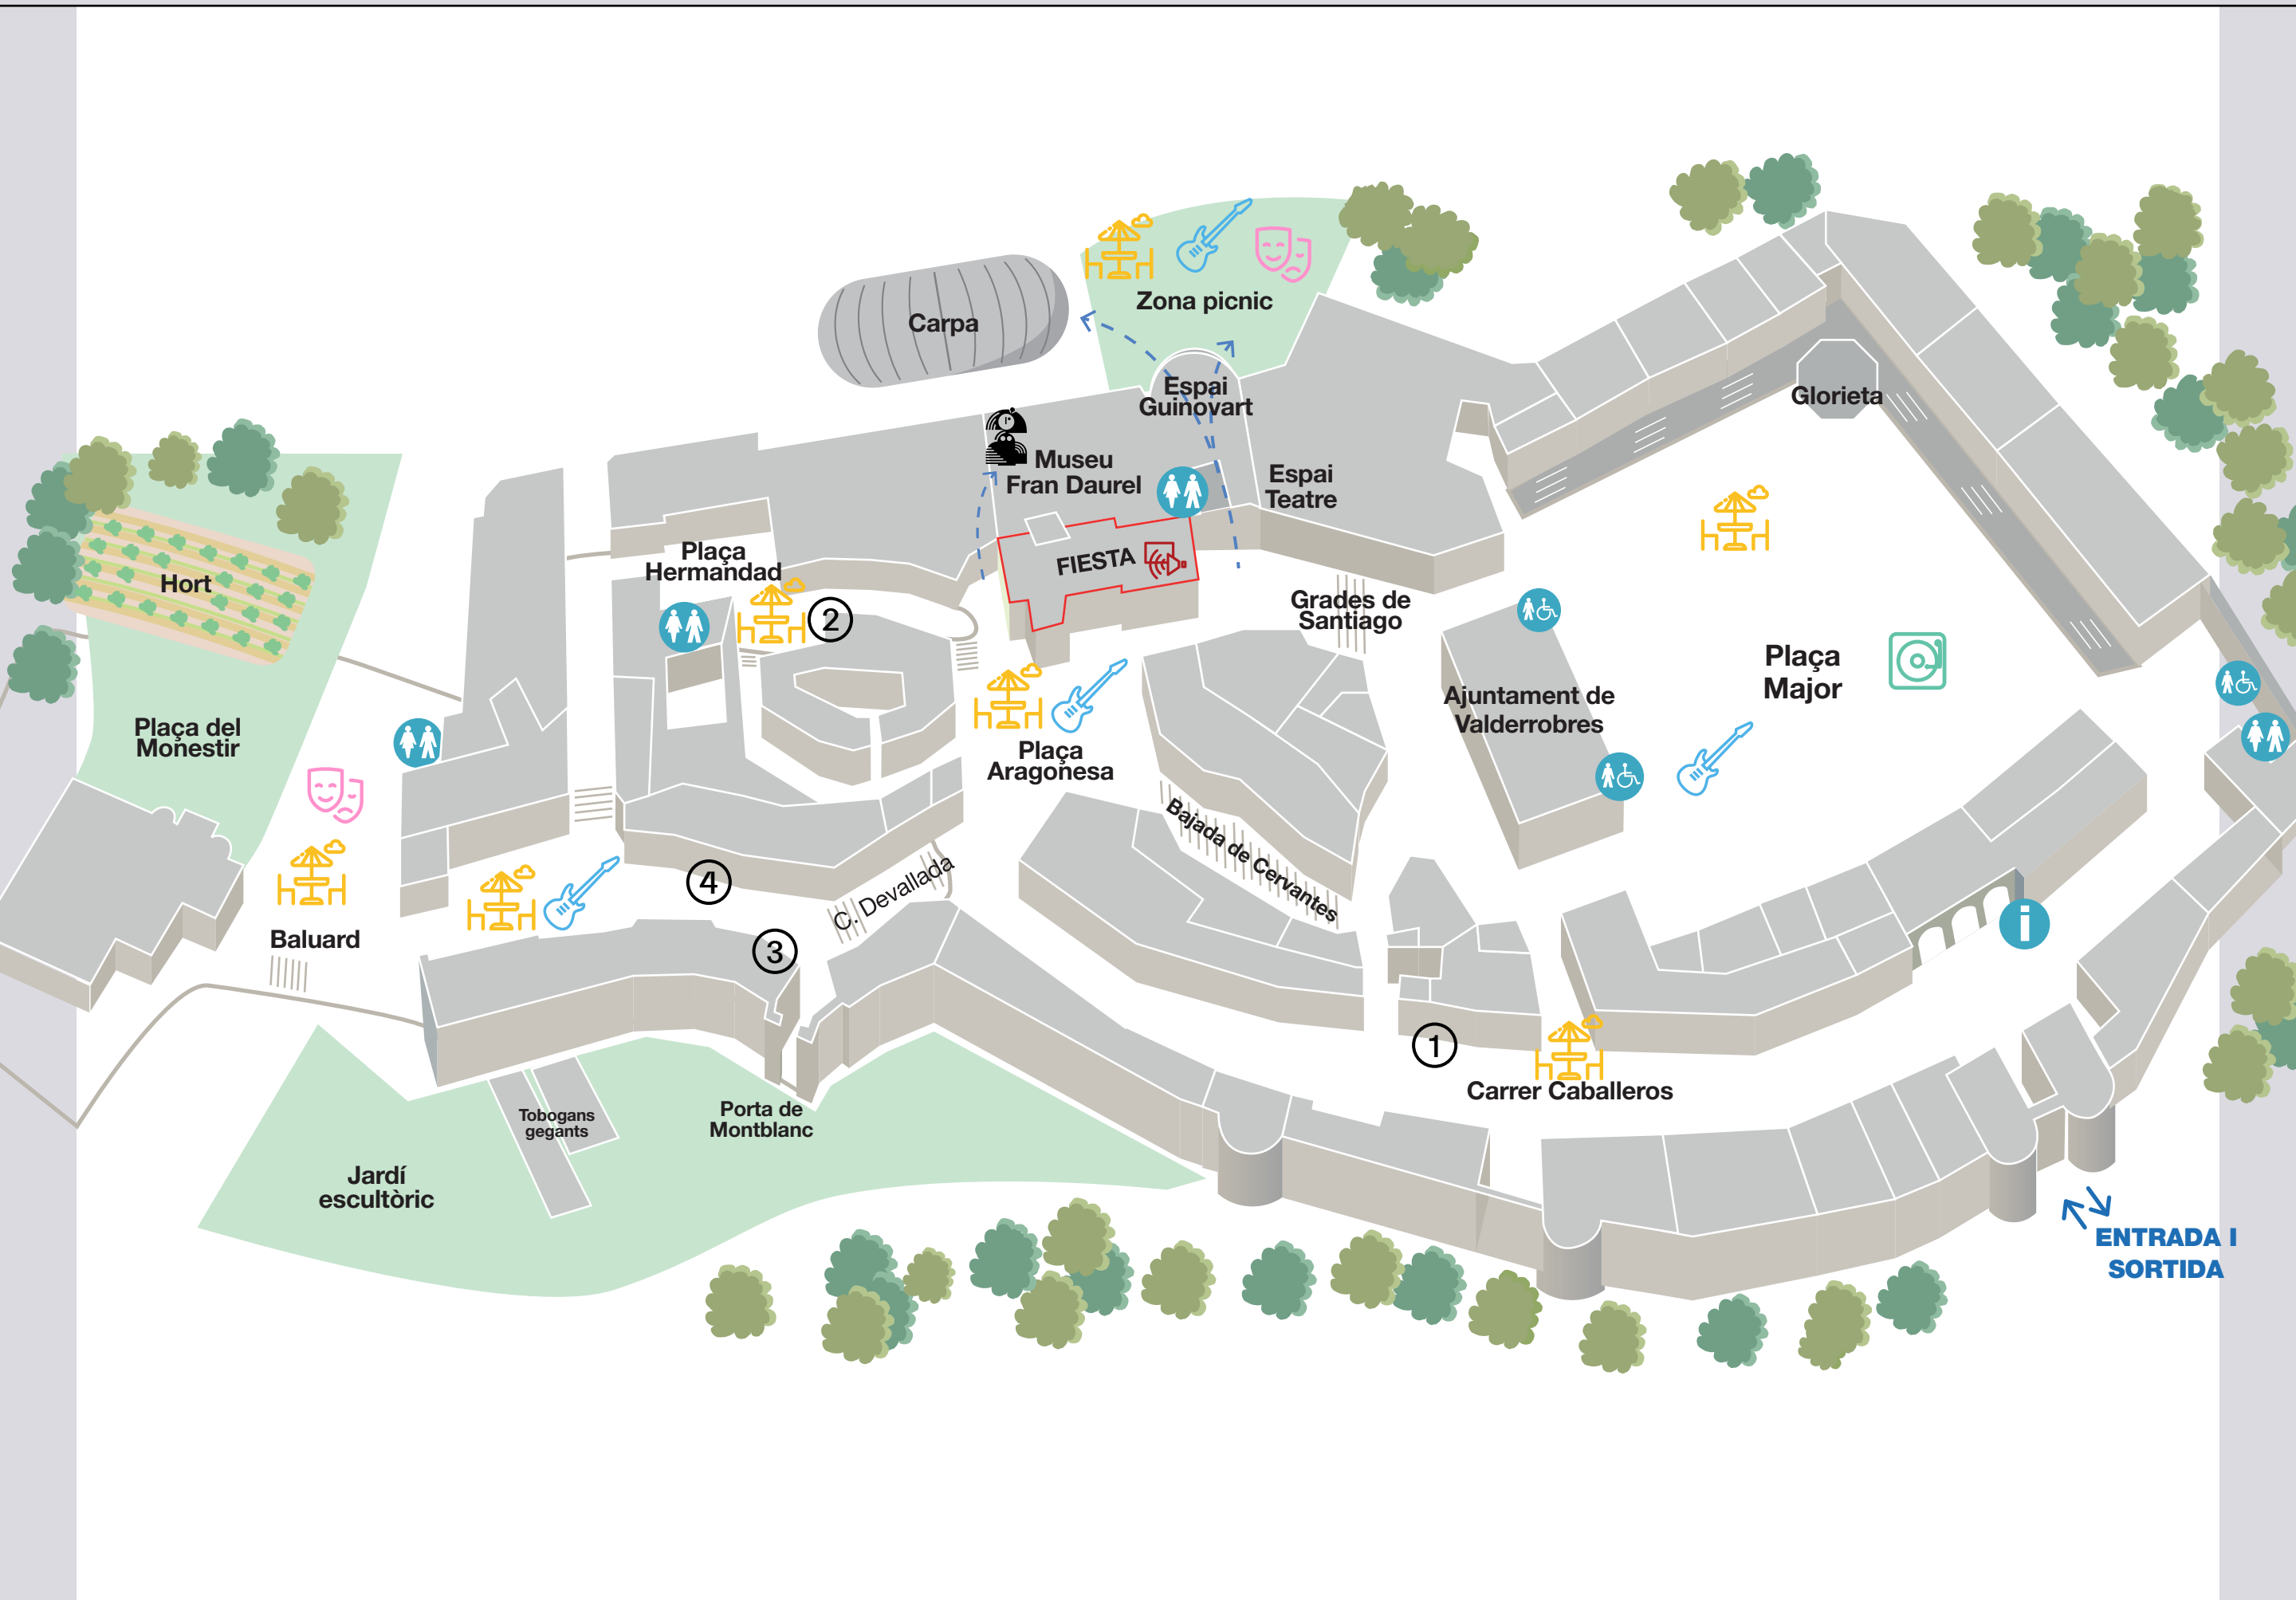 Zona picnic
Carpa
Espai
Guinovart
Glorieta
Museu
Fran Daurel
Espai
Teatre
FIESTA
Plaça
Hermandad
Hort
2
Grades de
Santiago
Plaça
Major
Ajuntament de
Valderrobres
Plaça del
Monestir
Plaça
Aragonesa
Bajada de Cervantes
4
C. Devallada
3
Baluard
i
1
Carrer Caballeros
Tobogans
gegants
Porta de
Montblanc
Jardí
escultòric
ENTRADA I
SORTIDA